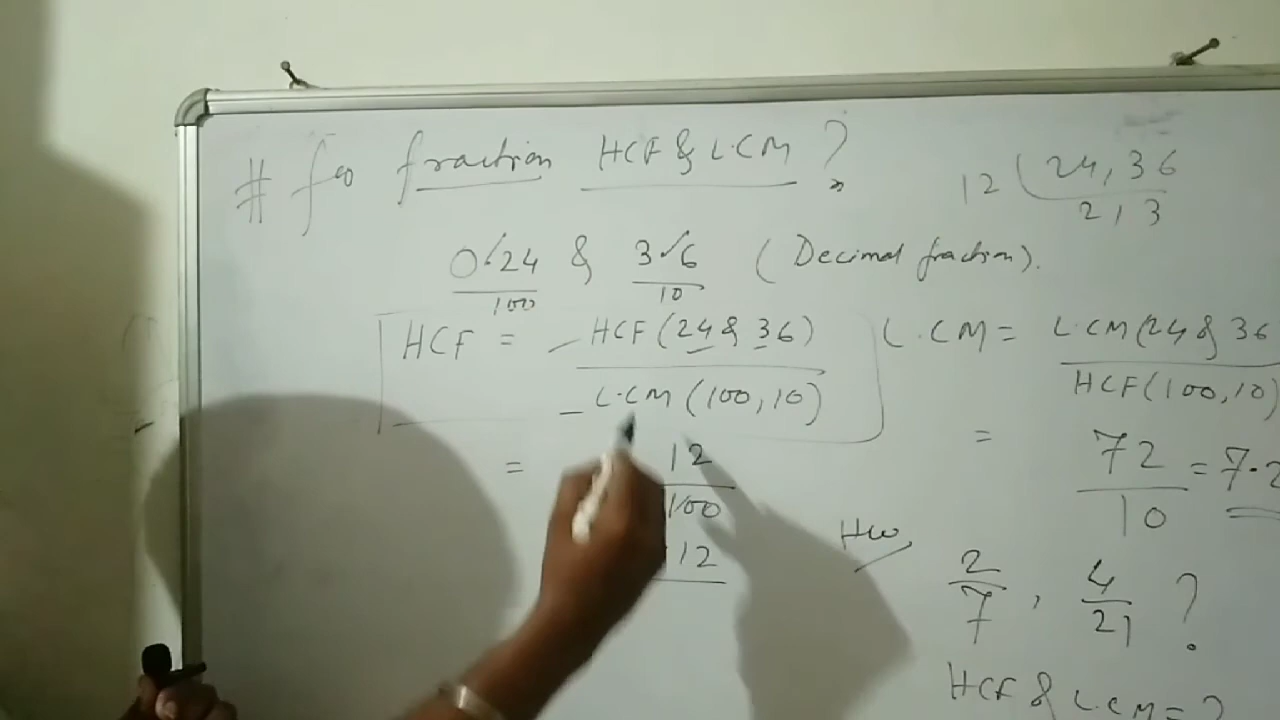 # for fraction HCF & L.CM ?
12 24, 36
2, 3
0.24 & 3.6 (Decimal fraction).
100 10
HCF = HCF(24 & 36)
L.CM (100, 10)
= 12
100
12
L.CM = L.CM(24 & 36
HCF(100, 10)
= 72 = 7.2
10
HW,
2 , 4 ?
7 21
HCF & L.CM = ?